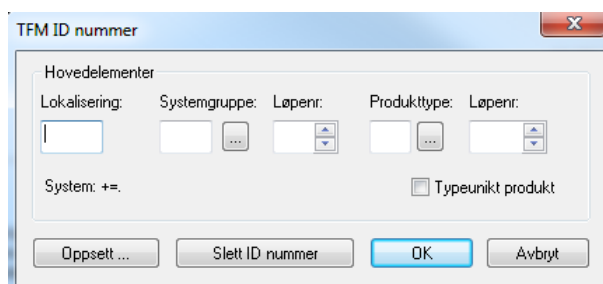 TFM ID nummer
Hovedelementer
Lokalisering: Systemgruppe: Løpenr: Produkttype: Løpenr:
... ...
System: +=. Typeunikt produkt
Oppsett ... Slett ID nummer OK Avbryt